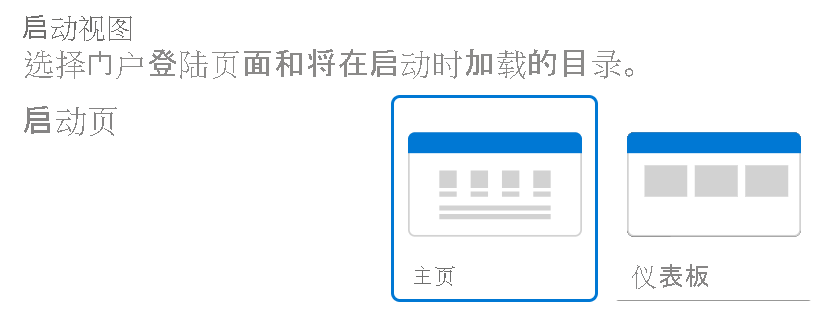 启动视图
选择门户登陆页面和将在启动时加载的目录。
启动页
主页
仪表板